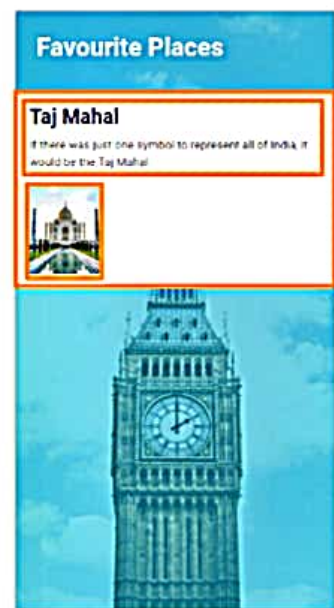 Favourite Places
Taj Mahal
If there was just one symbol to represent all of India, it
would be the Taj Mahal